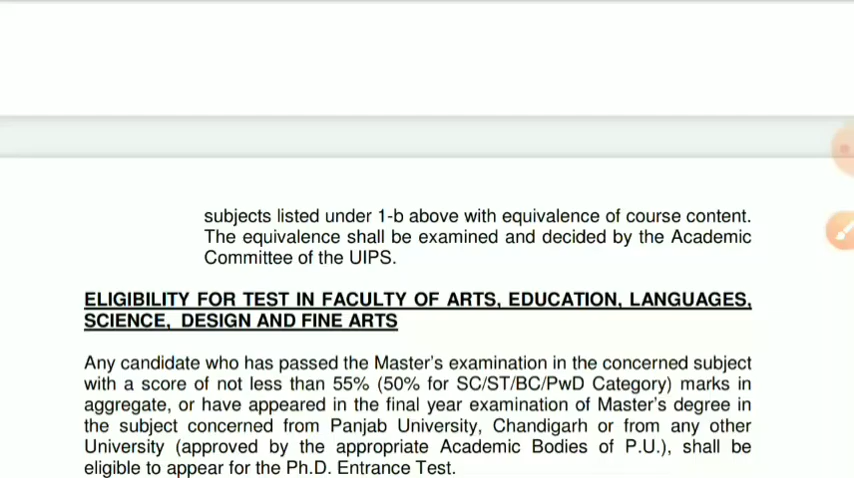 subjects listed under 1-b above with equivalence of course content.
The equivalence shall be examined and decided by the Academic
Committee of the UIPS.
ELIGIBILITY FOR TEST IN FACULTY OF ARTS, EDUCATION, LANGUAGES,
SCIENCE, DESIGN AND FINE ARTS
Any candidate who has passed the Master's examination in the concerned subject
with a score of not less than 55% (50% for SC/ST/BC/PwD Category) marks in
aggregate, or have appeared in the final year examination of Master's degree in
the subject concerned from Panjab University, Chandigarh or from any other
University (approved by the appropriate Academic Bodies of P.U.), shall be
eligible to appear for the Ph.D. Entrance Test.